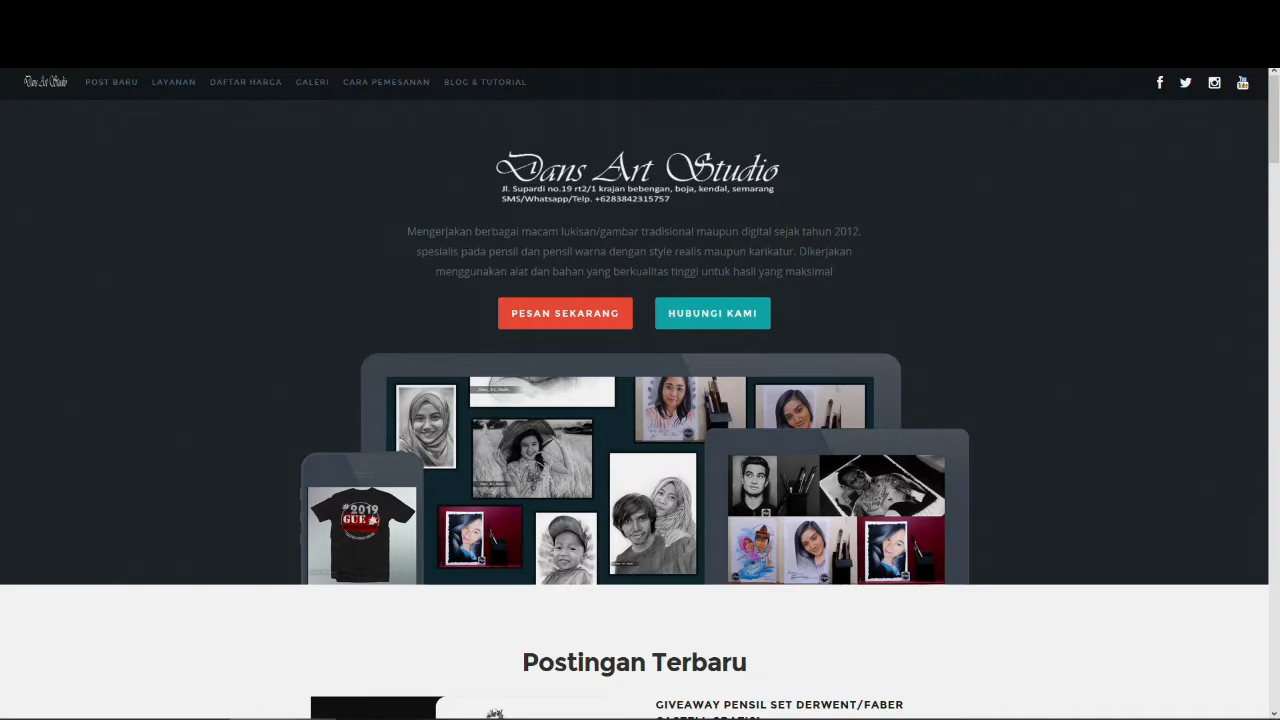 Dans Art Studio
POST BARU
LAYANAN
DAFTAR HARGA
GALERI
CARA PEMESANAN
BLOG & TUTORIAL
You
Tube
Dans Art Studio
Jl. Supardi no.19 rt2/1 krajan bebengan, boja, kendal, semarang
SMS/Whatsapp/Telp. +6283842315757
Mengerjakan berbagai macam lukisan/gambar tradisional maupun digital sejak tahun 2012.
spesialis pada pensil dan pensil warna dengan style realis maupun karikatur. Dikerjakan
menggunakan alat dan bahan yang berkualitas tinggi untuk hasil yang maksimal
PESAN SEKARANG
HUBUNGI KAMI
#2019
GUE
Postingan Terbaru
GIVEAWAY PENSIL SET DERWENT/FABER